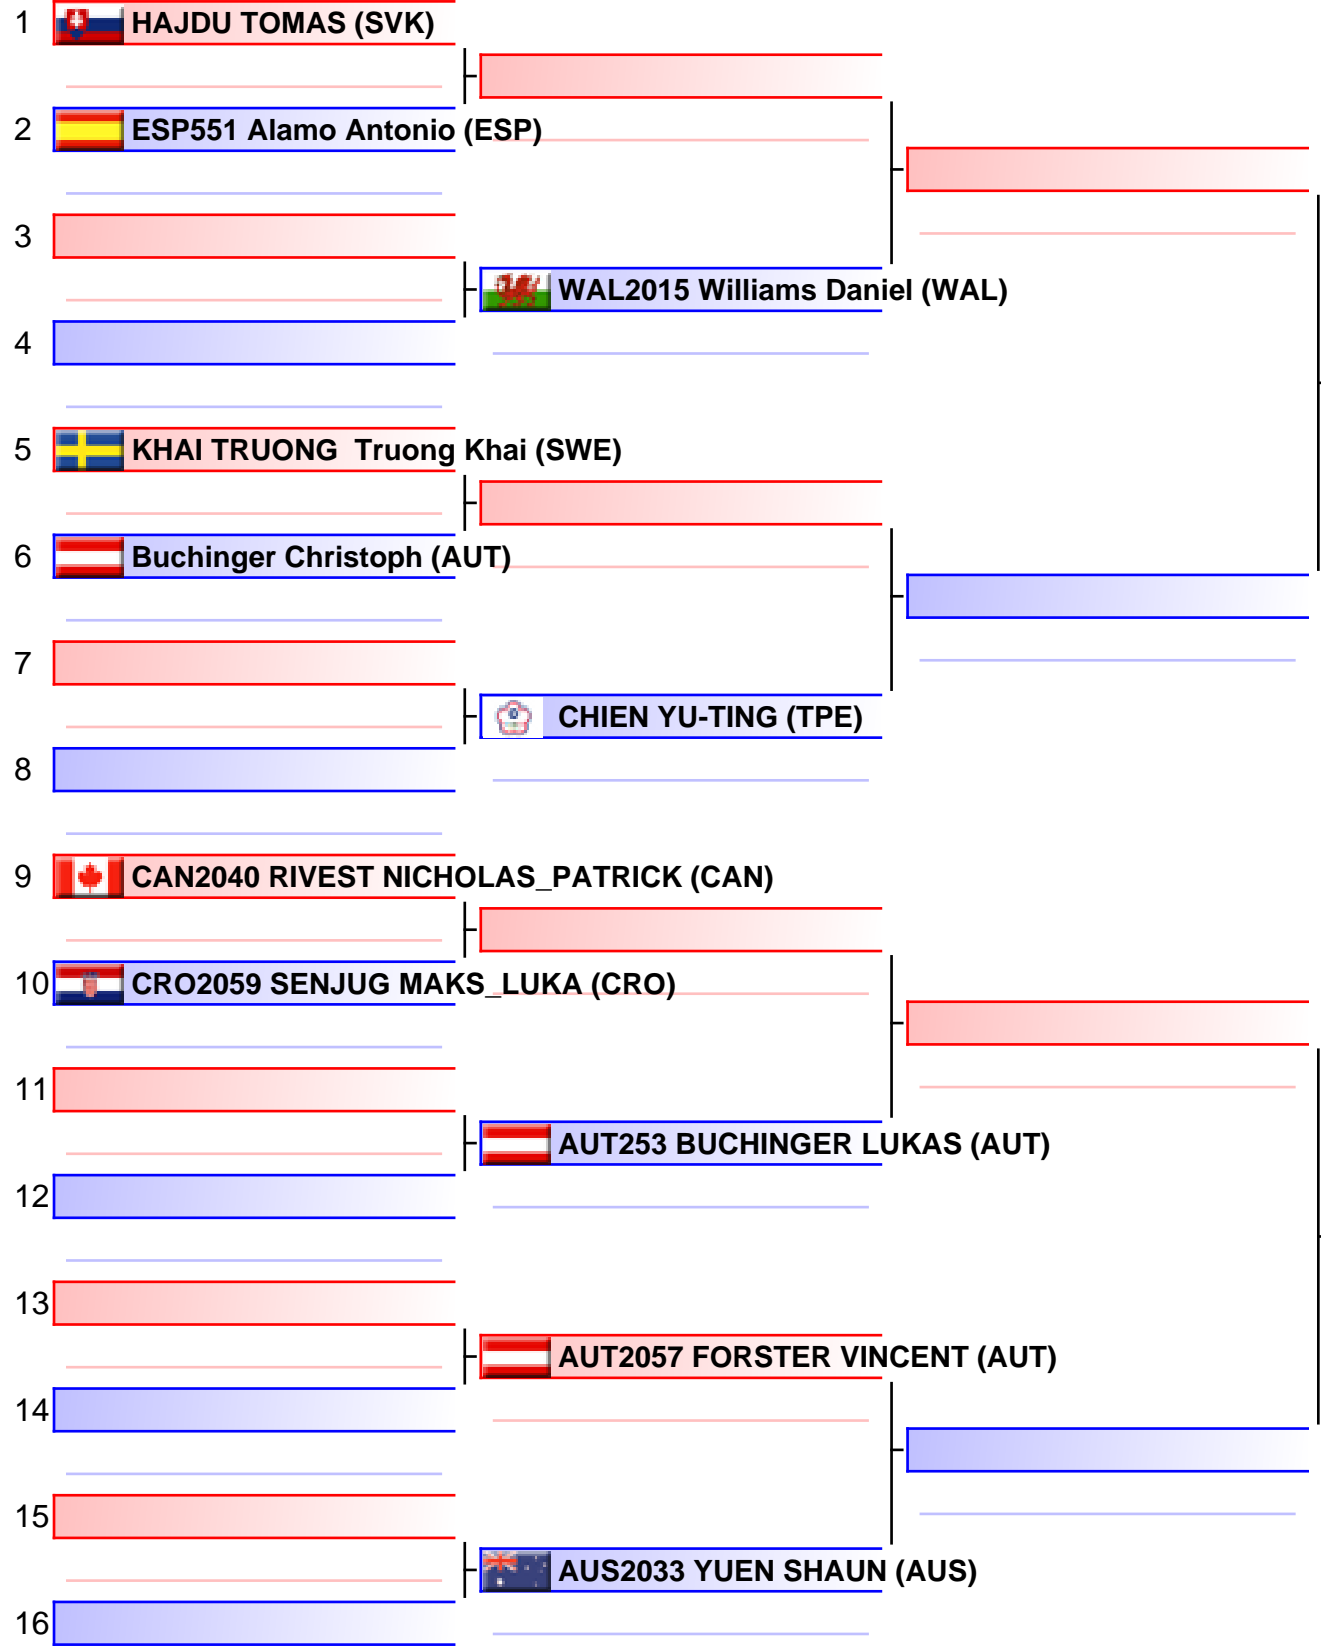 1 HAJDU TOMAS (SVK)
2 ESP551 Alamo Antonio (ESP)
3
WAL2015 Williams Daniel (WAL)
4
5 KHAI TRUONG  Truong Khai (SWE)
6 Buchinger Christoph (AUT)
7
CHIEN YU-TING (TPE)
8
9 CAN2040 RIVEST NICHOLAS_PATRICK (CAN)
10 CRO2059 SENJUG MAKS_LUKA (CRO)
11
AUT253 BUCHINGER LUKAS (AUT)
12
13
AUT2057 FORSTER VINCENT (AUT)
14
15
AUS2033 YUEN SHAUN (AUS)
16